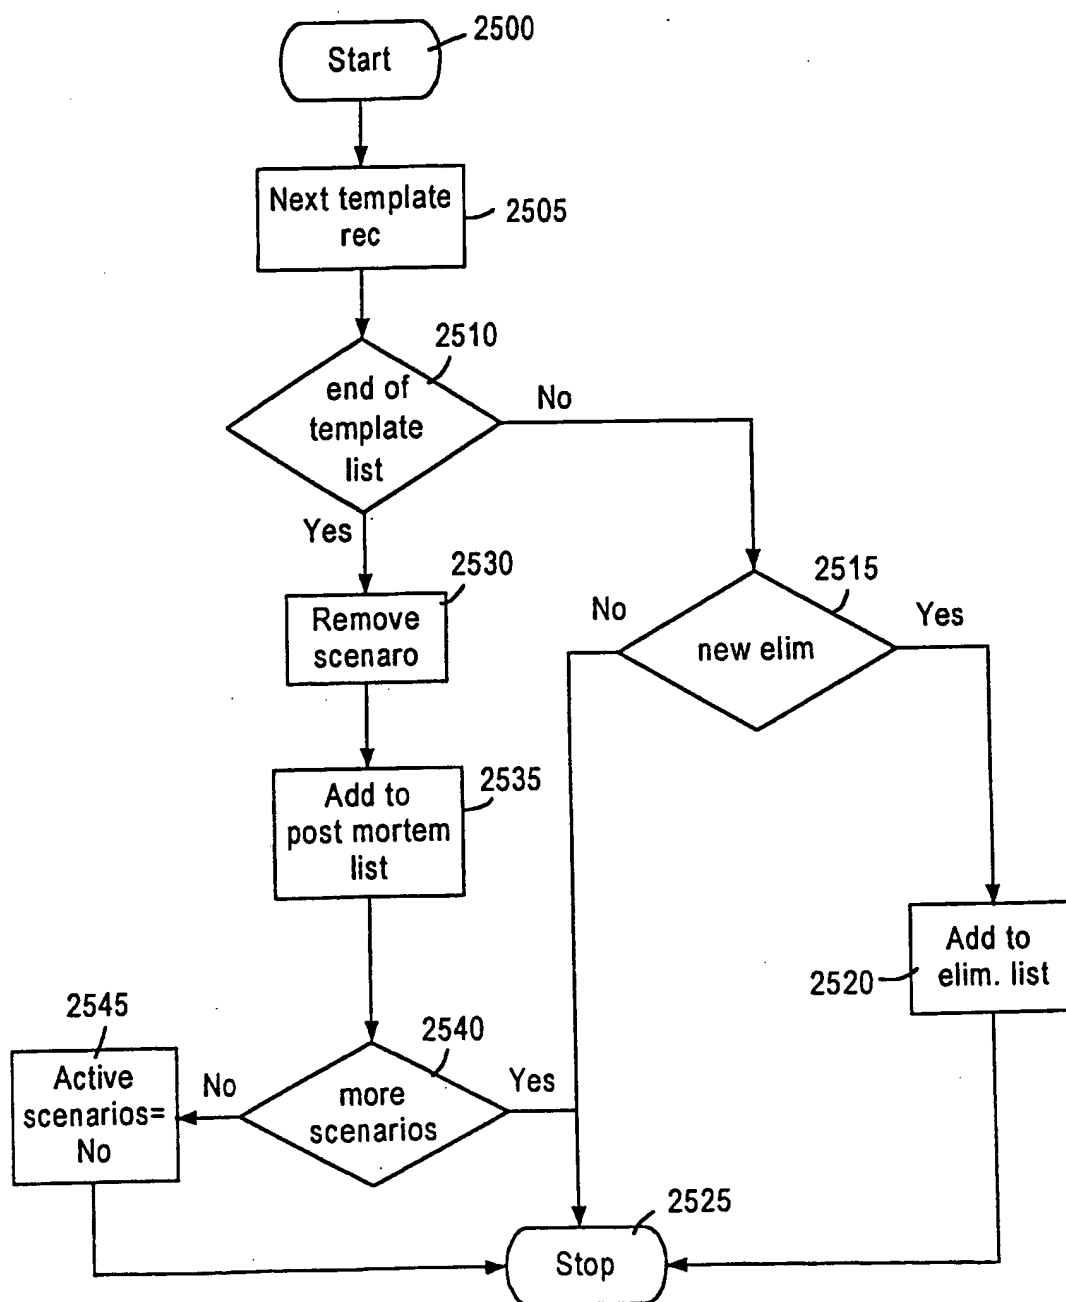 2500
Start
Next template
rec
2505
2510
end of
template
list
No
Yes
2530
2515
No
Yes
Remove
scenaro
new elim
2535
Add to
post mortem
list
Add to
elim. list
2520
2545
2540
Active
scenarios=
No
No
more
scenarios
Yes
2525
Stop